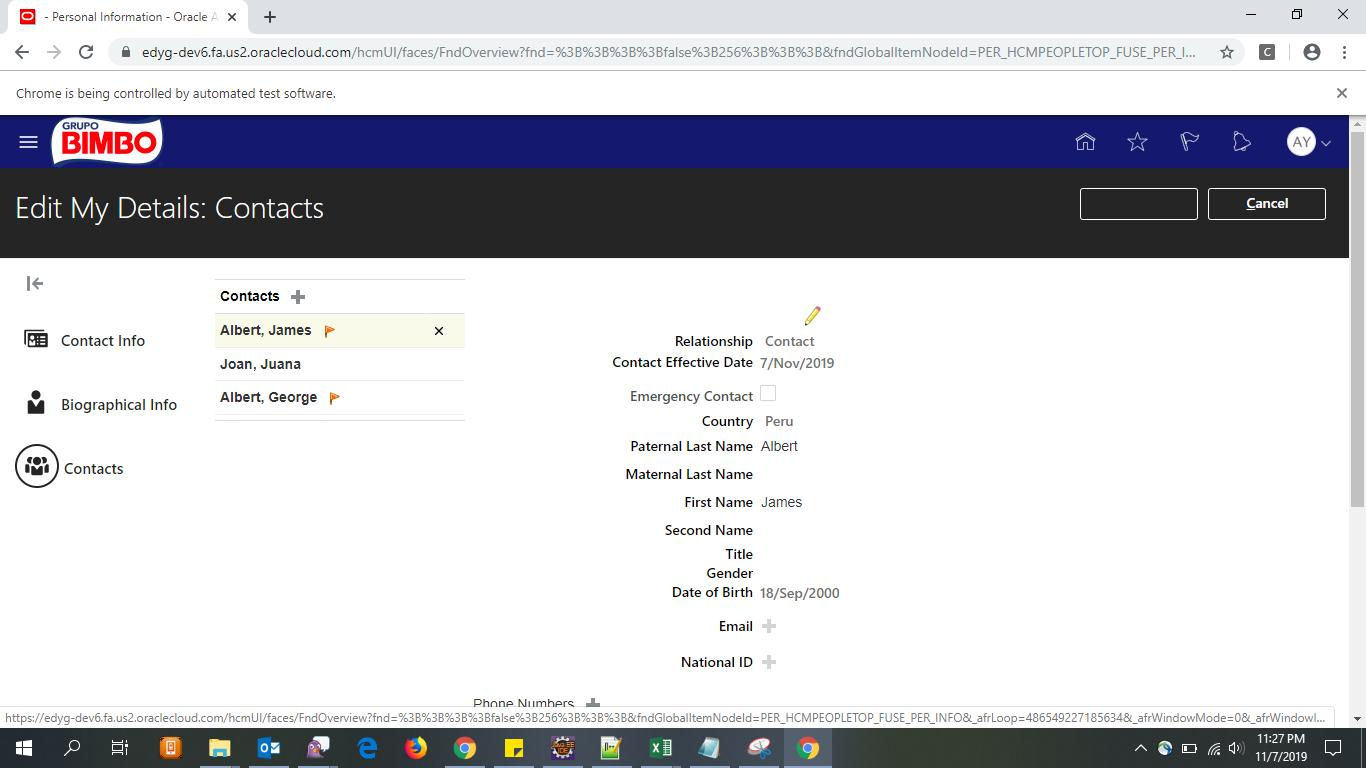 - Personal Information - Oracle A
edyg-dev6.fa.us2.oraclecloud.com/hcmUI/faces/FndOverview?fnd=%3B%3B%3B%3Bfalse%3B256%3B%3B%3B&fndGlobalItemNodeId=PER_HCMPEOPLETOP_FUSE_PER_I...
C
Chrome is being controlled by automated test software.
GRUPO
BIMBO
AY
Edit My Details: Contacts
Cancel
Contact Info
Biographical Info
Contacts
Contacts
Albert, James
Joan, Juana
Albert, George
Relationship Contact
Contact Effective Date 7/Nov/2019
Emergency Contact
Country Peru
Paternal Last Name Albert
Maternal Last Name
First Name James
Second Name
Title
Gender
Date of Birth 18/Sep/2000
Email
National ID
Phone Numbers
https://edyg-dev6.fa.us2.oraclecloud.com/hcmUI/faces/FndOverview?fnd=%3B%3B%3B%3Bfalse%3B256%3B%3B%3B&fndGlobalItemNodeId=PER_HCMPEOPLETOP_FUSE_PER_INFO&_afrLoop=486549227185634&_afrWindowMode=0&_afrWindowI...
11:27 PM
11/7/2019